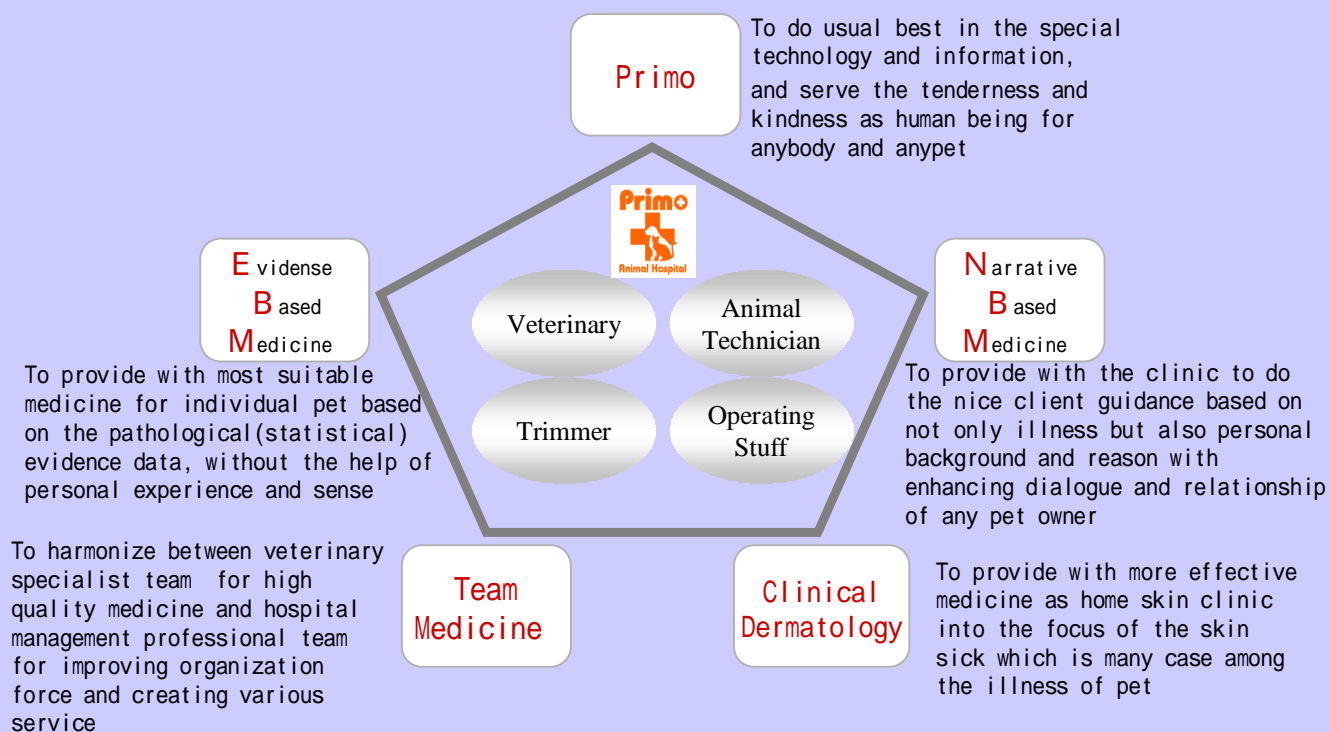 Primo
To do usual best in the special
technology and information,
and serve the tenderness and
kindness as human being for
anybody and anypet
Primo
Animal Hospital
Evidense
Based
Medicine
To provide with most suitable
medicine for individual pet based
on the pathological(statistical)
evidence data, without the help of
personal experience and sense
Veterinary
Animal
Technician
Trimmer
Operating
Stuff
Narrative
Based
Medicine
To provide with the clinic to do
the nice client guidance based on
not only illness but also personal
background and reason with
enhancing dialogue and relationship
of any pet owner
To harmonize between veterinary
specialist team for high
quality medicine and hospital
management professional team
for improving organization
force and creating various
service
Team
Medicine
Clinical
Dermatology
To provide with more effective
medicine as home skin clinic
into the focus of the skin
sick which is many case among
the illness of pet